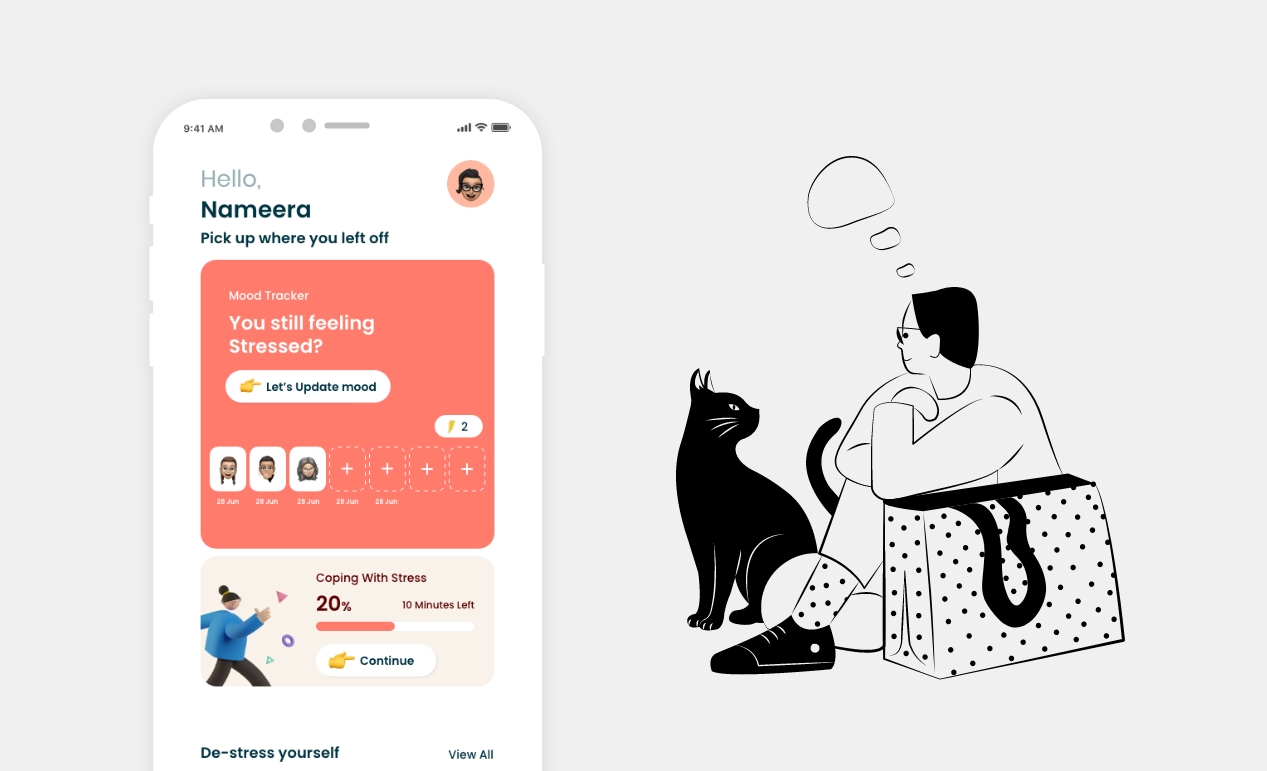 9:41 AM
Hello,
Nameera
Pick up where you left off
Mood Tracker
You still feeling
Stressed?
Let's Update mood
2
28 Jun 28 Jun 28 Jun 28 Jun 28 Jun
Coping With Stress
20% 10 Minutes Left
Continue
De-stress yourself View All